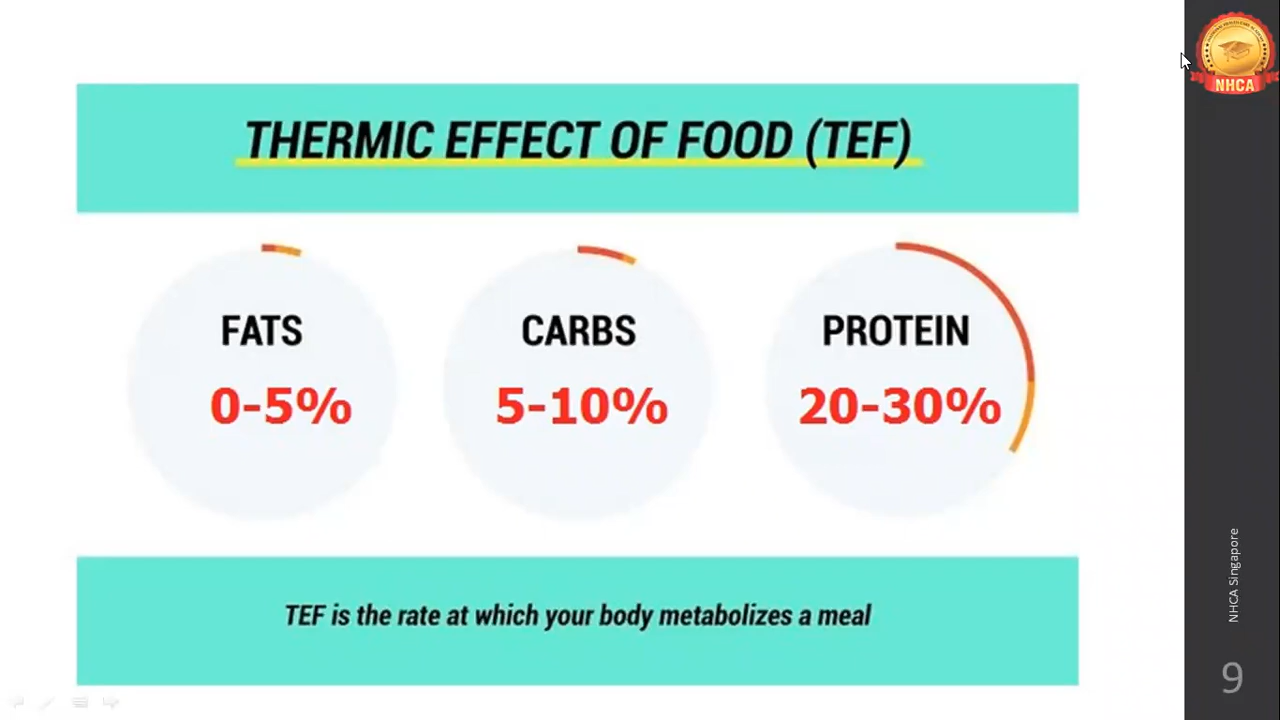 THERMIC EFFECT OF FOOD (TEF)
FATS
0-5%
CARBS
5-10%
PROTEIN
20-30%
TEF is the rate at which your body metabolizes a meal
NHCA
NHCA Singapore
9